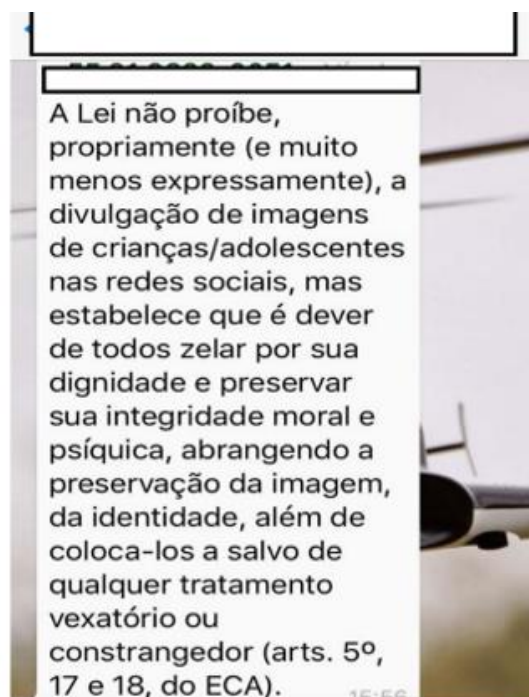 A Lei não proíbe,
propriamente (e muito
menos expressamente), a
divulgação de imagens
de crianças/adolescentes
nas redes sociais, mas
estabelece que é dever
de todos zelar por sua
dignidade e preservar
sua integridade moral e
psíquica, abrangendo a
preservação da imagem,
da identidade, além de
coloca-los a salvo de
qualquer tratamento
vexatório ou
constrangedor (arts. 5º,
17 e 18, do ECA).
15:56